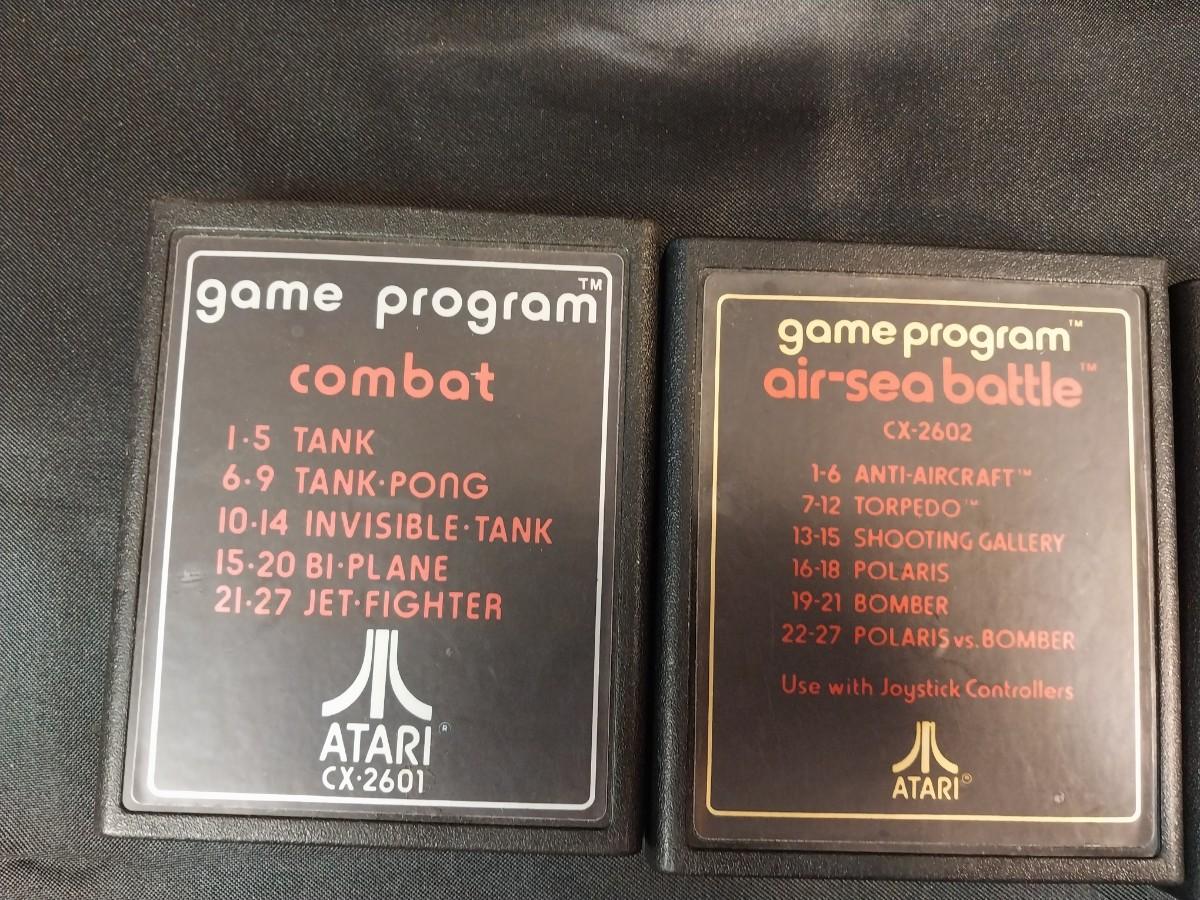 game program™
combat
1·5 TANK
6·9 TANK·PONG
10·14 INVISIBLE·TANK
15·20 BI·PLANE
21·27 JET·FIGHTER
ATARI®
CX·2601
game program™
air-sea battle™
CX-2602
1-6 ANTI-AIRCRAFT™
7-12 TORPEDO™
13-15 SHOOTING GALLERY
16-18 POLARIS
19-21 BOMBER
22-27 POLARIS vs. BOMBER
Use with Joystick Controllers
ATARI®